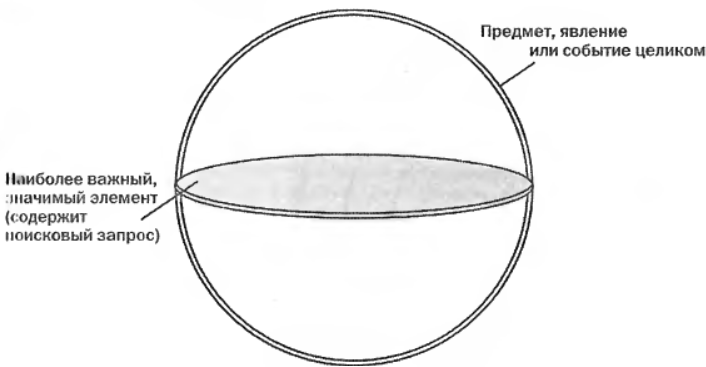 Предмет, явление
или событие целиком
Наиболее важный,
значимый элемент
(содержит
поисковый запрос)